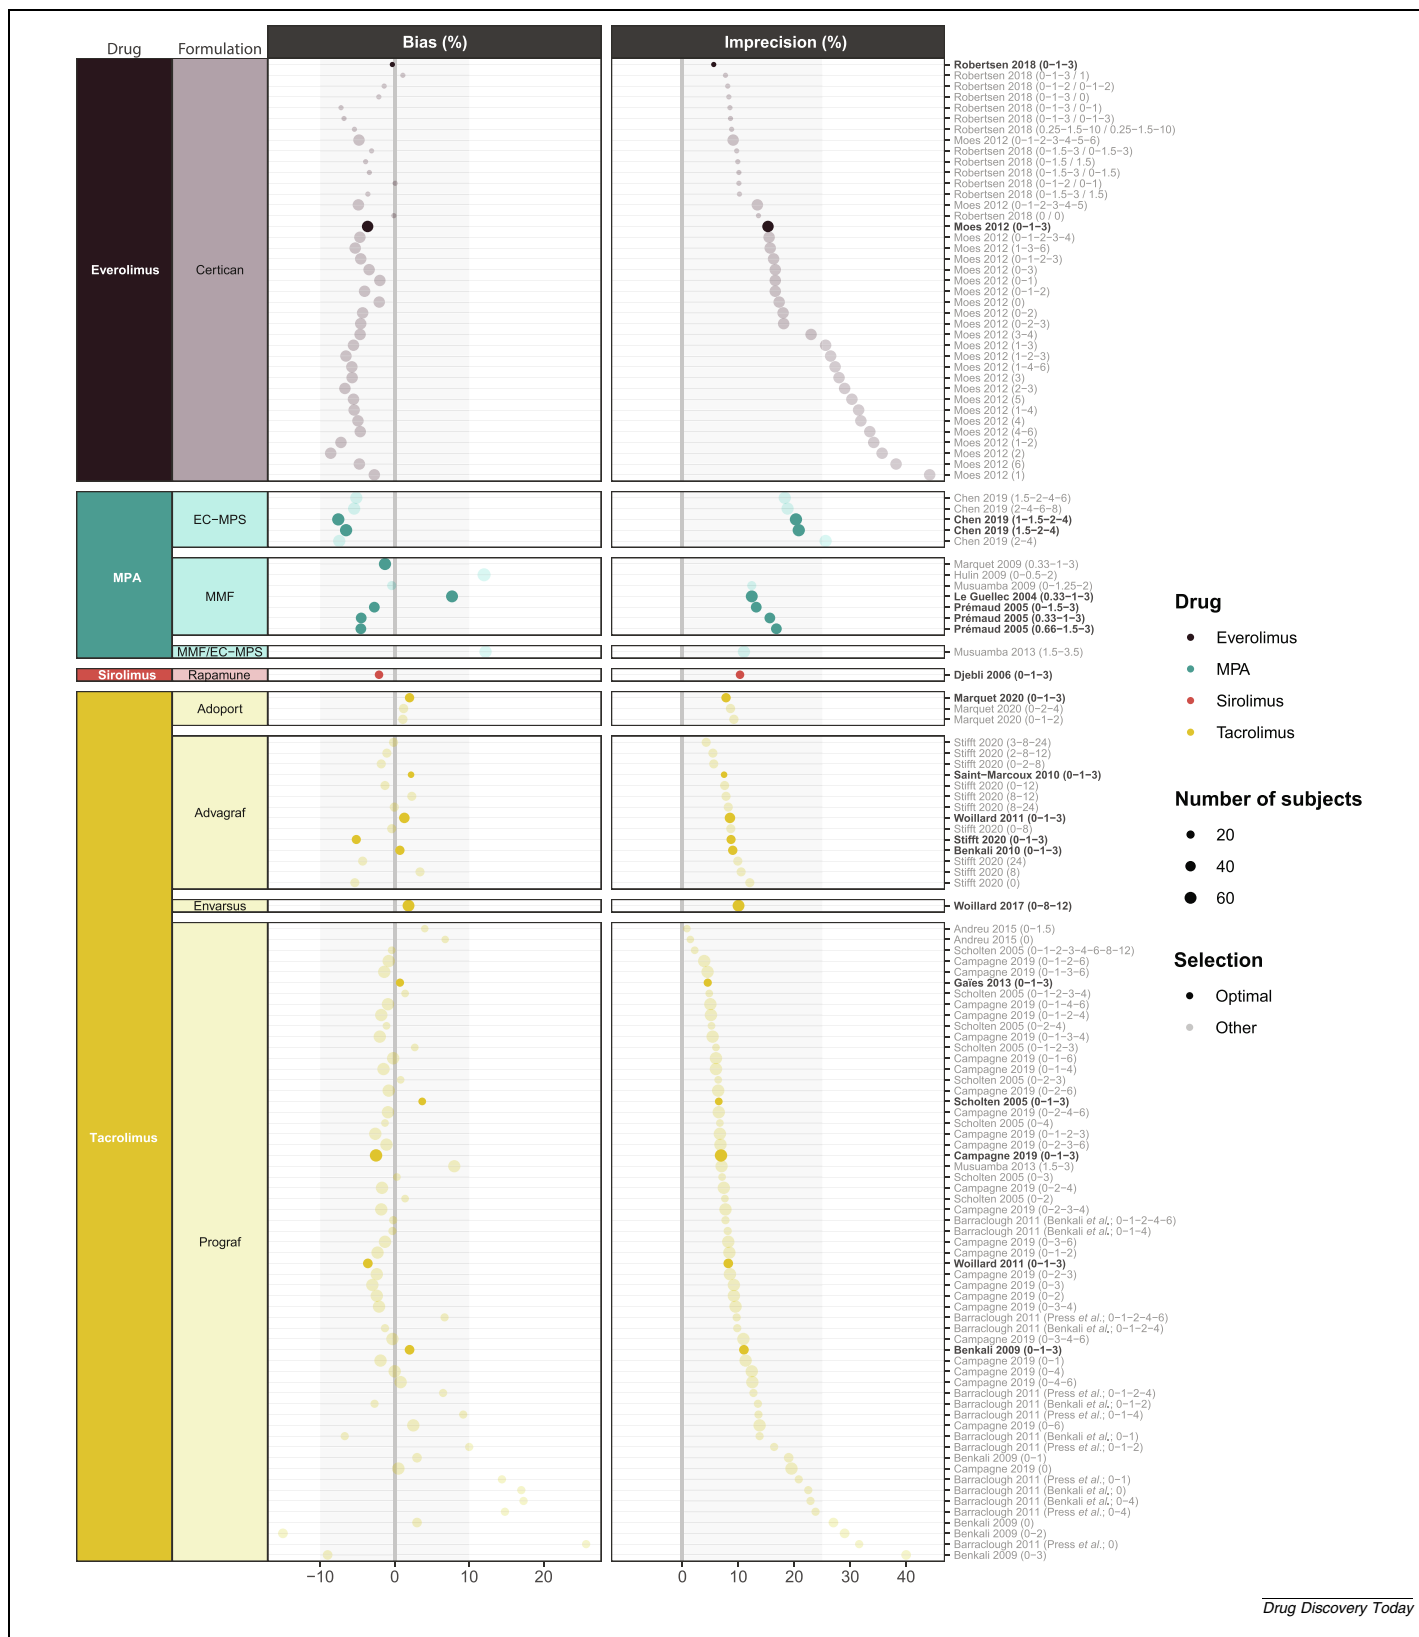 Drug
Formulation
Bias (%)
Imprecision (%)
Everolimus
Certican
Robertsen 2018 (0−1−3)
Robertsen 2018 (0−1−3 / 1)
Robertsen 2018 (0−1−2 / 0−1−2)
Robertsen 2018 (0−1−3 / 0)
Robertsen 2018 (0−1−3 / 0−1)
Robertsen 2018 (0−1−3 / 0−1−3)
Robertsen 2018 (0.25−1.5−10 / 0.25−1.5−10)
Moes 2012 (0−1−2−3−4−5−6)
Robertsen 2018 (0−1.5−3 / 0−1.5−3)
Robertsen 2018 (0−1.5 / 1.5)
Robertsen 2018 (0−1.5−3 / 0−1.5)
Robertsen 2018 (0−1−2 / 0−1)
Robertsen 2018 (0−1.5−3 / 1.5)
Moes 2012 (0−1−2−3−4−5)
Robertsen 2018 (0 / 0)
Moes 2012 (0−1−3)
Moes 2012 (0−1−2−3−4)
Moes 2012 (1−3−6)
Moes 2012 (0−1−2−3)
Moes 2012 (0−3)
Moes 2012 (0−1)
Moes 2012 (0−1−2)
Moes 2012 (0)
Moes 2012 (0−2)
Moes 2012 (0−2−3)
Moes 2012 (3−4)
Moes 2012 (1−3)
Moes 2012 (1−2−3)
Moes 2012 (1−4−6)
Moes 2012 (3)
Moes 2012 (2−3)
Moes 2012 (5)
Moes 2012 (1−4)
Moes 2012 (4)
Moes 2012 (4−6)
Moes 2012 (1−2)
Moes 2012 (2)
Moes 2012 (6)
Moes 2012 (1)
MPA
EC−MPS
Chen 2019 (1.5−2−4−6)
Chen 2019 (2−4−6−8)
Chen 2019 (1−1.5−2−4)
Chen 2019 (1.5−2−4)
Chen 2019 (2−4)
MMF
Marquet 2009 (0.33−1−3)
Hulin 2009 (0−0.5−2)
Musuamba 2009 (0−1.25−2)
Le Guellec 2004 (0.33−1−3)
Prémaud 2005 (0−1.5−3)
Prémaud 2005 (0.33−1−3)
Prémaud 2005 (0.66−1.5−3)
MMF/EC−MPS
Musuamba 2013 (1.5−3.5)
Sirolimus
Rapamune
Djebli 2006 (0−1−3)
Tacrolimus
Adoport
Marquet 2020 (0−1−3)
Marquet 2020 (0−2−4)
Marquet 2020 (0−1−2)
Advagraf
Stifft 2020 (3−8−24)
Stifft 2020 (2−8−12)
Stifft 2020 (0−2−8)
Saint−Marcoux 2010 (0−1−3)
Stifft 2020 (0−12)
Stifft 2020 (8−12)
Stifft 2020 (8−24)
Woillard 2011 (0−1−3)
Stifft 2020 (0−8)
Stifft 2020 (0−1−3)
Benkali 2010 (0−1−3)
Stifft 2020 (24)
Stifft 2020 (8)
Stifft 2020 (0)
Envarsus
Woillard 2017 (0−8−12)
Prograf
Andreu 2015 (0−1.5)
Andreu 2015 (0)
Scholten 2005 (0−1−2−3−4−6−8−12)
Campagne 2019 (0−1−2−6)
Campagne 2019 (0−1−3−6)
Gaïes 2013 (0−1−3)
Scholten 2005 (0−1−2−3−4)
Campagne 2019 (0−1−4−6)
Campagne 2019 (0−1−2−4)
Scholten 2005 (0−2−4)
Campagne 2019 (0−1−3−4)
Scholten 2005 (0−1−2−3)
Campagne 2019 (0−1−6)
Campagne 2019 (0−1−4)
Scholten 2005 (0−2−3)
Campagne 2019 (0−2−6)
Scholten 2005 (0−1−3)
Campagne 2019 (0−2−4−6)
Scholten 2005 (0−4)
Campagne 2019 (0−1−2−3)
Campagne 2019 (0−2−3−6)
Campagne 2019 (0−1−3)
Musuamba 2013 (1.5−3)
Scholten 2005 (0−3)
Campagne 2019 (0−2−4)
Scholten 2005 (0−2)
Campagne 2019 (0−2−3−4)
Barraclough 2011 (Benkali et al.; 0−1−2−4−6)
Barraclough 2011 (Benkali et al.; 0−1−4)
Campagne 2019 (0−3−6)
Campagne 2019 (0−1−2)
Woillard 2011 (0−1−3)
Campagne 2019 (0−2−3)
Campagne 2019 (0−3)
Campagne 2019 (0−2)
Campagne 2019 (0−3−4)
Barraclough 2011 (Press et al.; 0−1−2−4−6)
Barraclough 2011 (Benkali et al.; 0−1−2−4)
Campagne 2019 (0−3−4−6)
Benkali 2009 (0−1−3)
Campagne 2019 (0−1)
Campagne 2019 (0−4)
Campagne 2019 (0−4−6)
Barraclough 2011 (Press et al.; 0−1−2−4)
Barraclough 2011 (Benkali et al.; 0−1−2)
Barraclough 2011 (Press et al.; 0−1−4)
Campagne 2019 (0−6)
Barraclough 2011 (Benkali et al.; 0−1)
Barraclough 2011 (Press et al.; 0−1−2)
Benkali 2009 (0−1)
Campagne 2019 (0)
Barraclough 2011 (Press et al.; 0−1)
Barraclough 2011 (Benkali et al.; 0)
Barraclough 2011 (Benkali et al.; 0−4)
Barraclough 2011 (Press et al.; 0−4)
Benkali 2009 (0)
Benkali 2009 (0−2)
Barraclough 2011 (Press et al.; 0)
Benkali 2009 (0−3)
−10 0 10 20
0 10 20 30 40
Drug
Everolimus
MPA
Sirolimus
Tacrolimus
Number of subjects
20
40
60
Selection
Optimal
Other
Drug Discovery Today